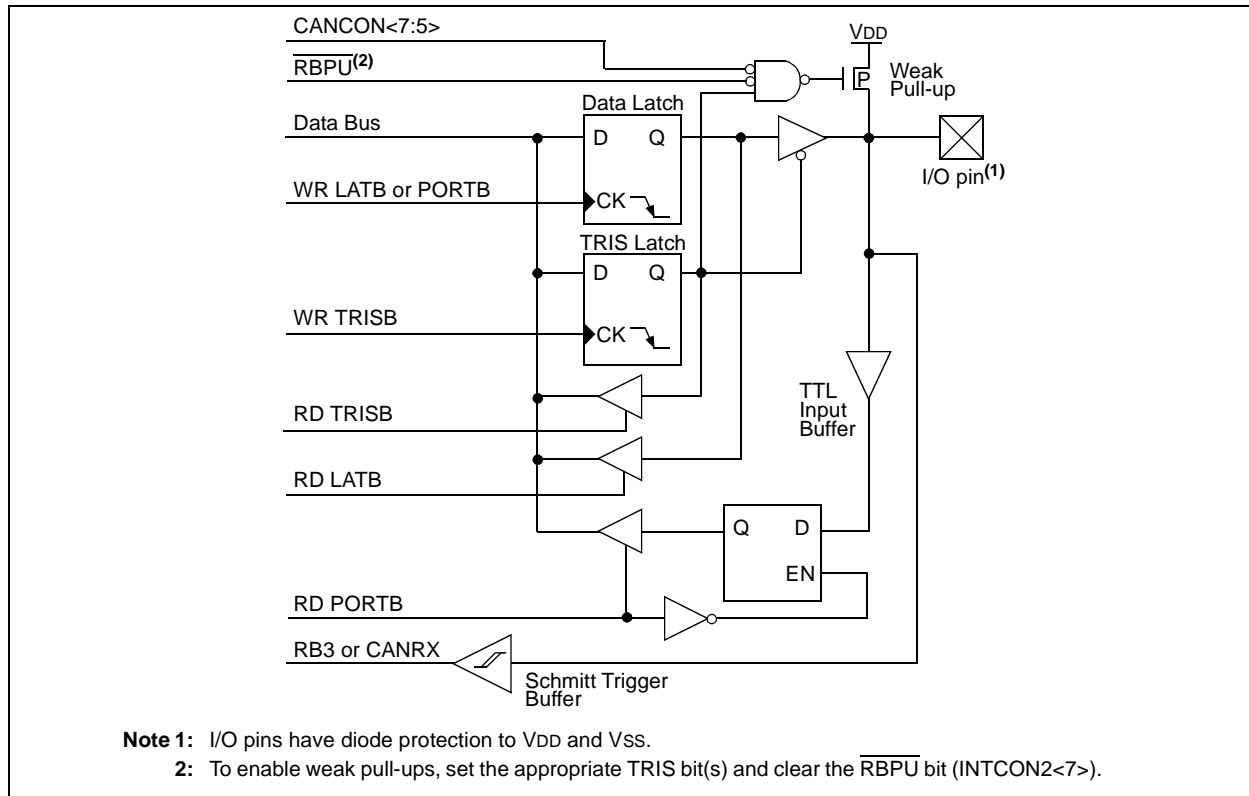 CANCON<7:5>
RBPU(2)
VDD
P
Weak
Pull-up
Data Latch
Data Bus
D Q
I/O pin(1)
WR LATB or PORTB
CK
TRIS Latch
D Q
WR TRISB
CK
TTL
Input
Buffer
RD TRISB
RD LATB
Q D
EN
RD PORTB
RB3 or CANRX
Schmitt Trigger
Buffer
Note 1: I/O pins have diode protection to VDD and VSS.
2: To enable weak pull-ups, set the appropriate TRIS bit(s) and clear the RBPU bit (INTCON2<7>).